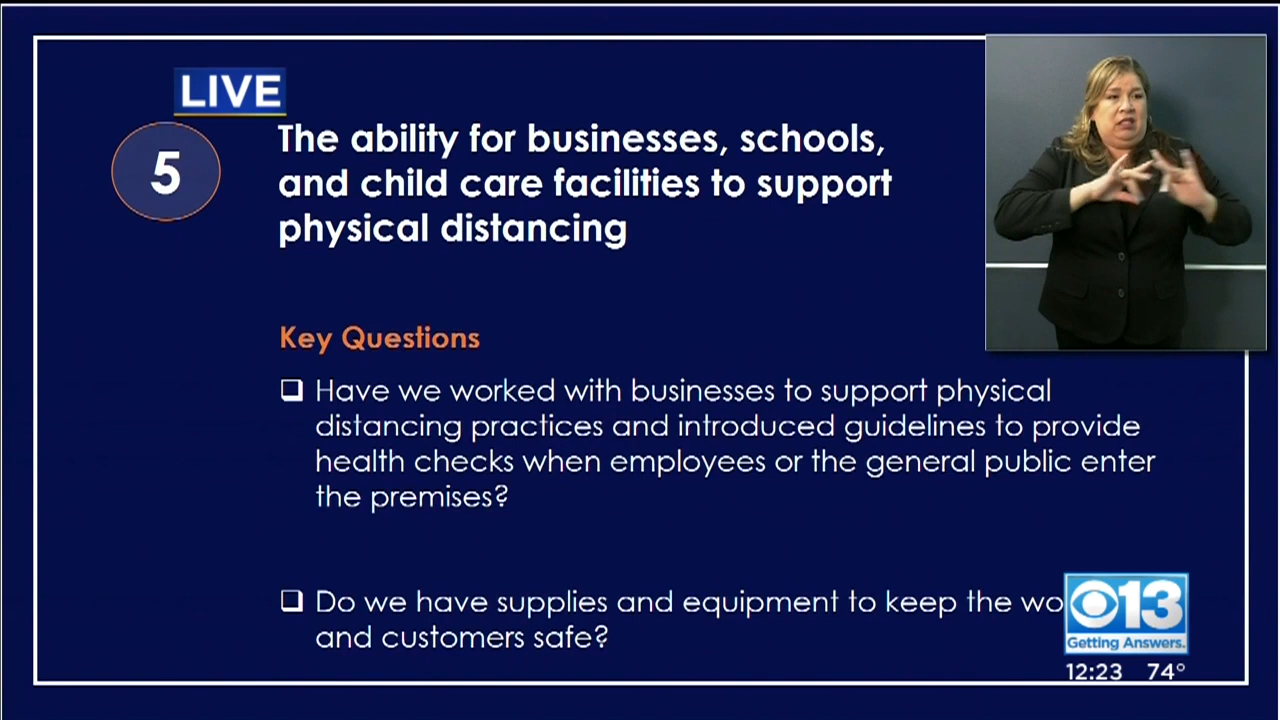 LIVE
5
The ability for businesses, schools,
and child care facilities to support
physical distancing
Key Questions
Have we worked with businesses to support physical
distancing practices and introduced guidelines to provide
health checks when employees or the general public enter
the premises?
Do we have supplies and equipment to keep the wo
and customers safe?
13
Getting Answers.
12:23 74°